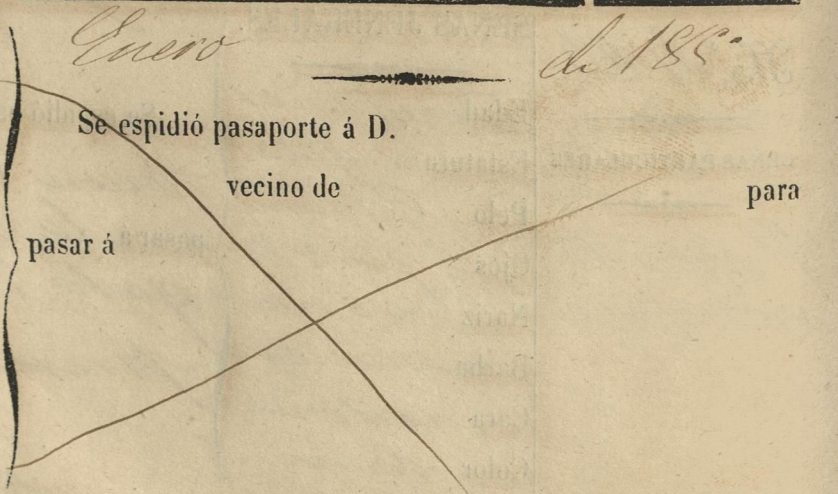 Enero de 185
Se espidió pasaporte á D.
vecino de para
pasar á